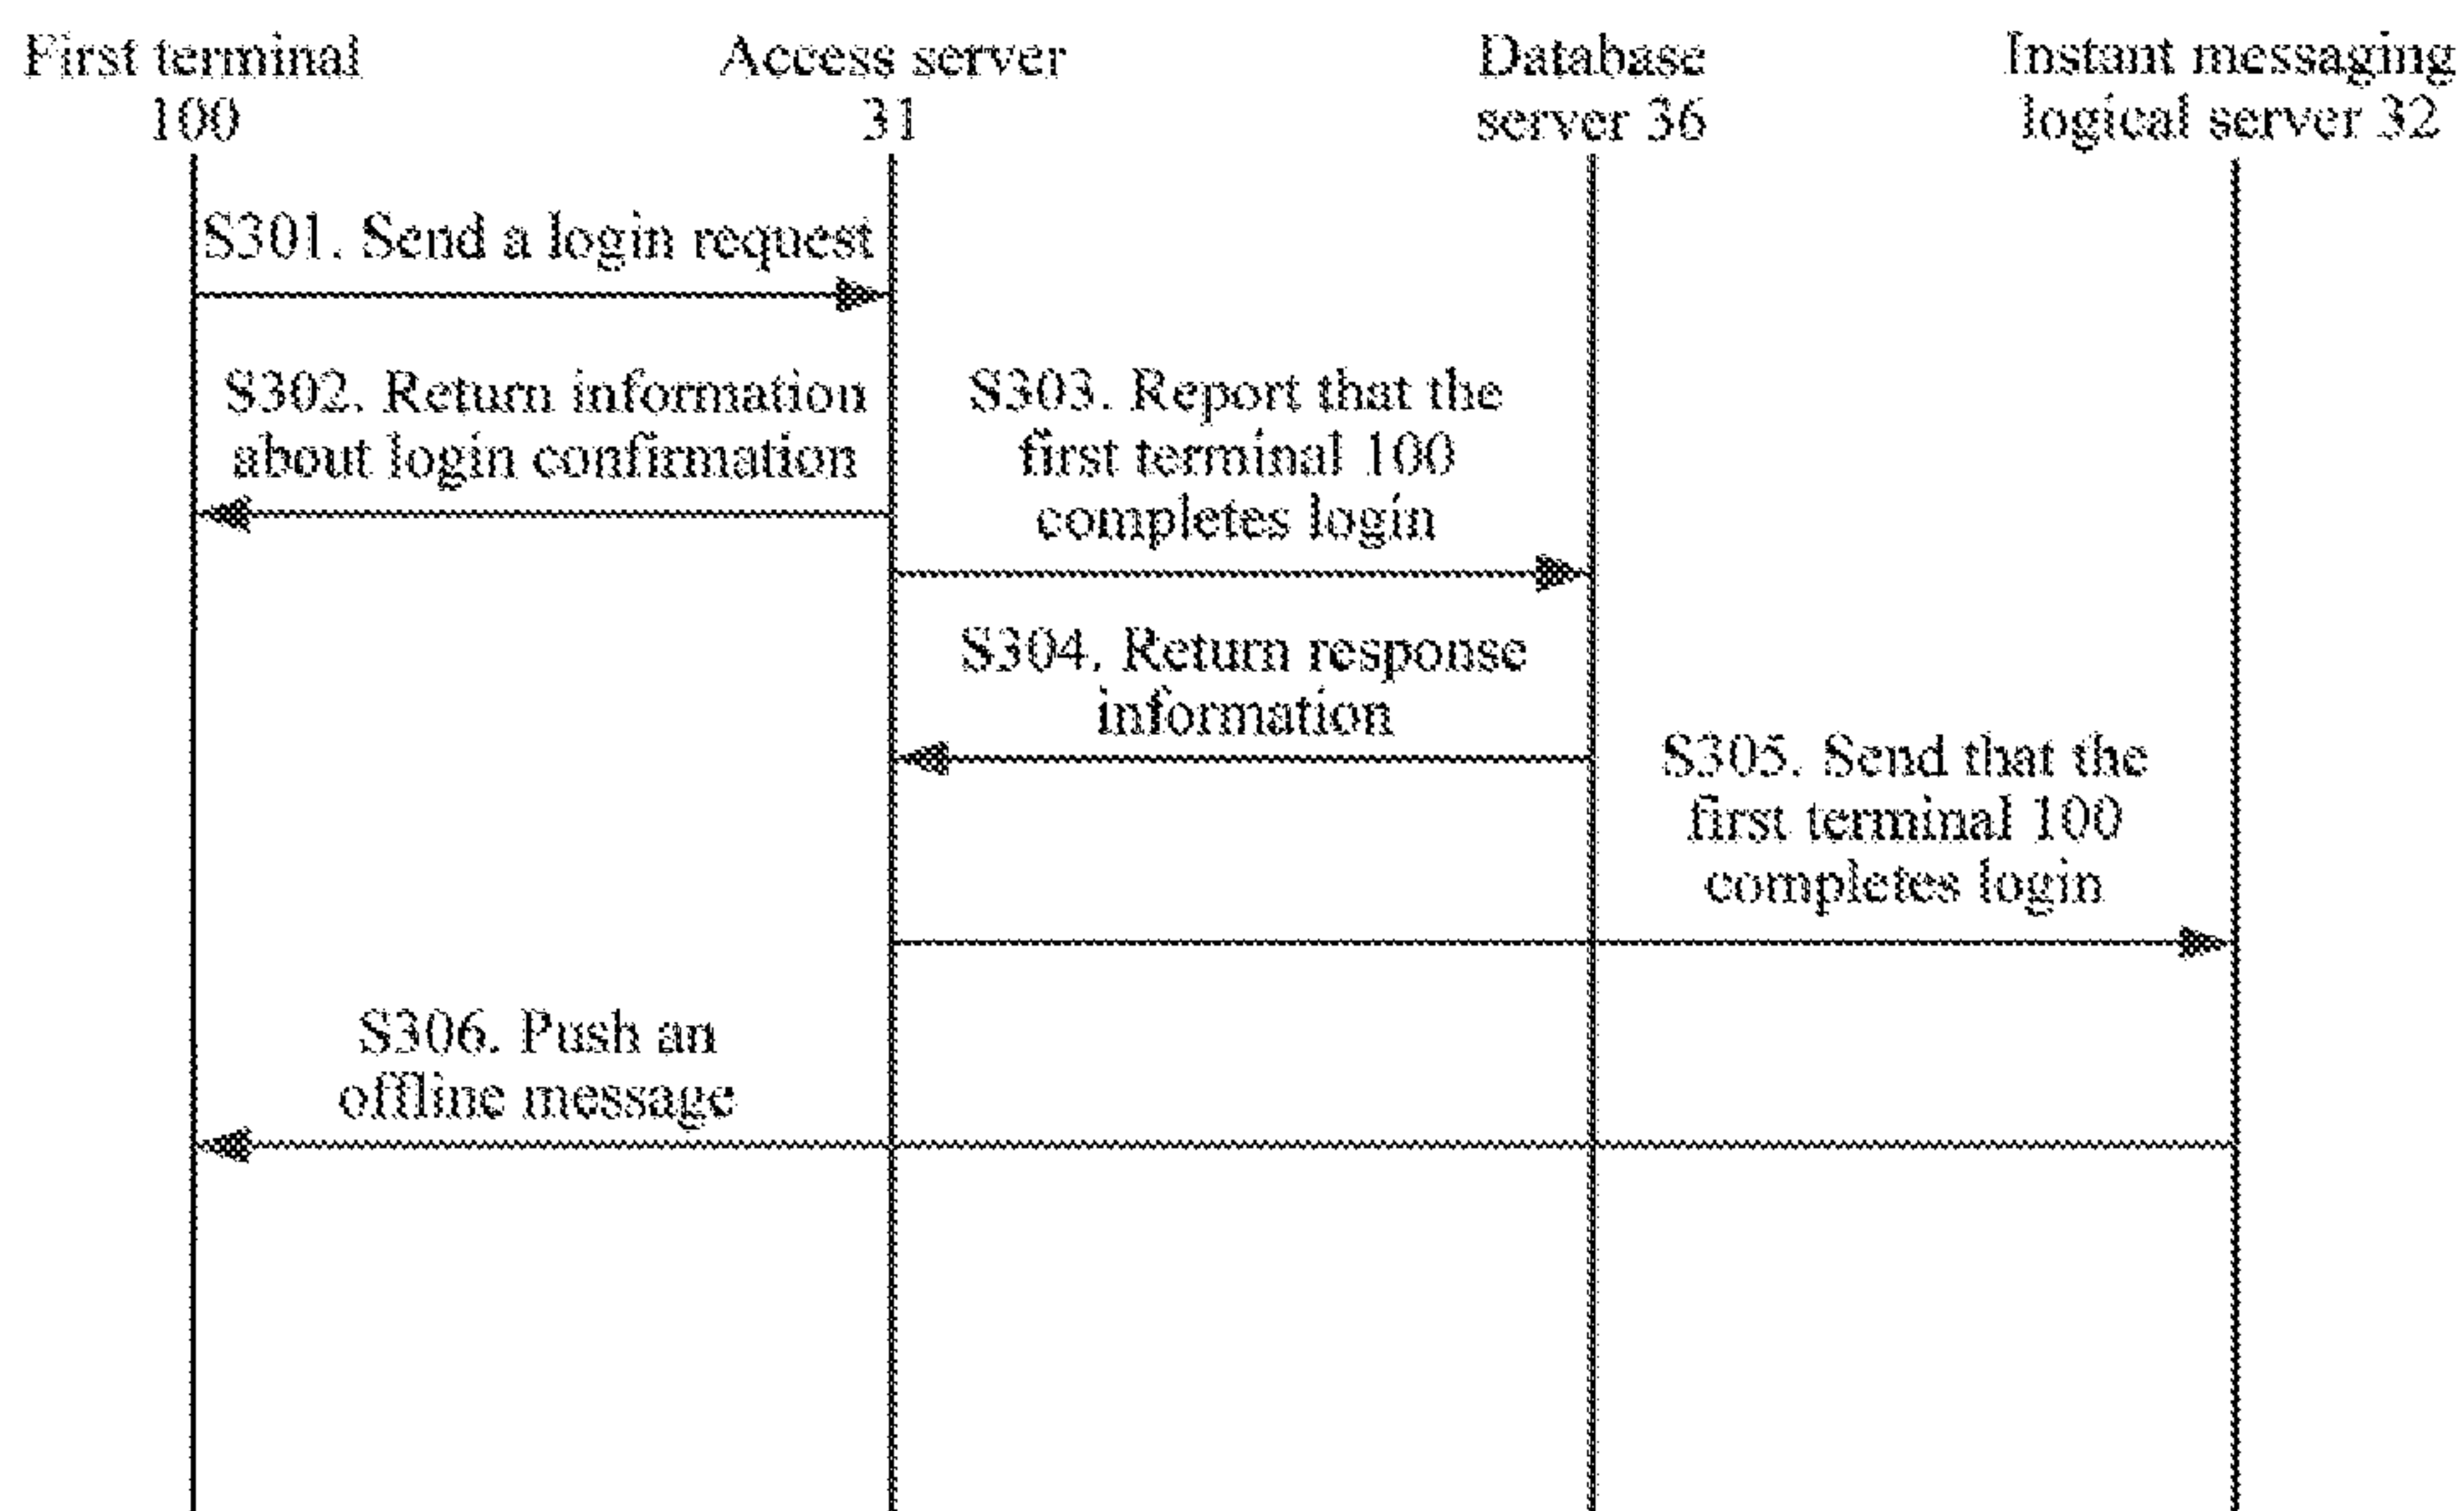 First terminal
100
Access server
31
Database
server 36
Instant messaging
logical server 32
S301. Send a login request
S302. Return information
about login confirmation
S303. Report that the
first terminal 100
completes login
S304. Return response
information
S305. Send that the
first terminal 100
completes login
S306. Push an
offline message